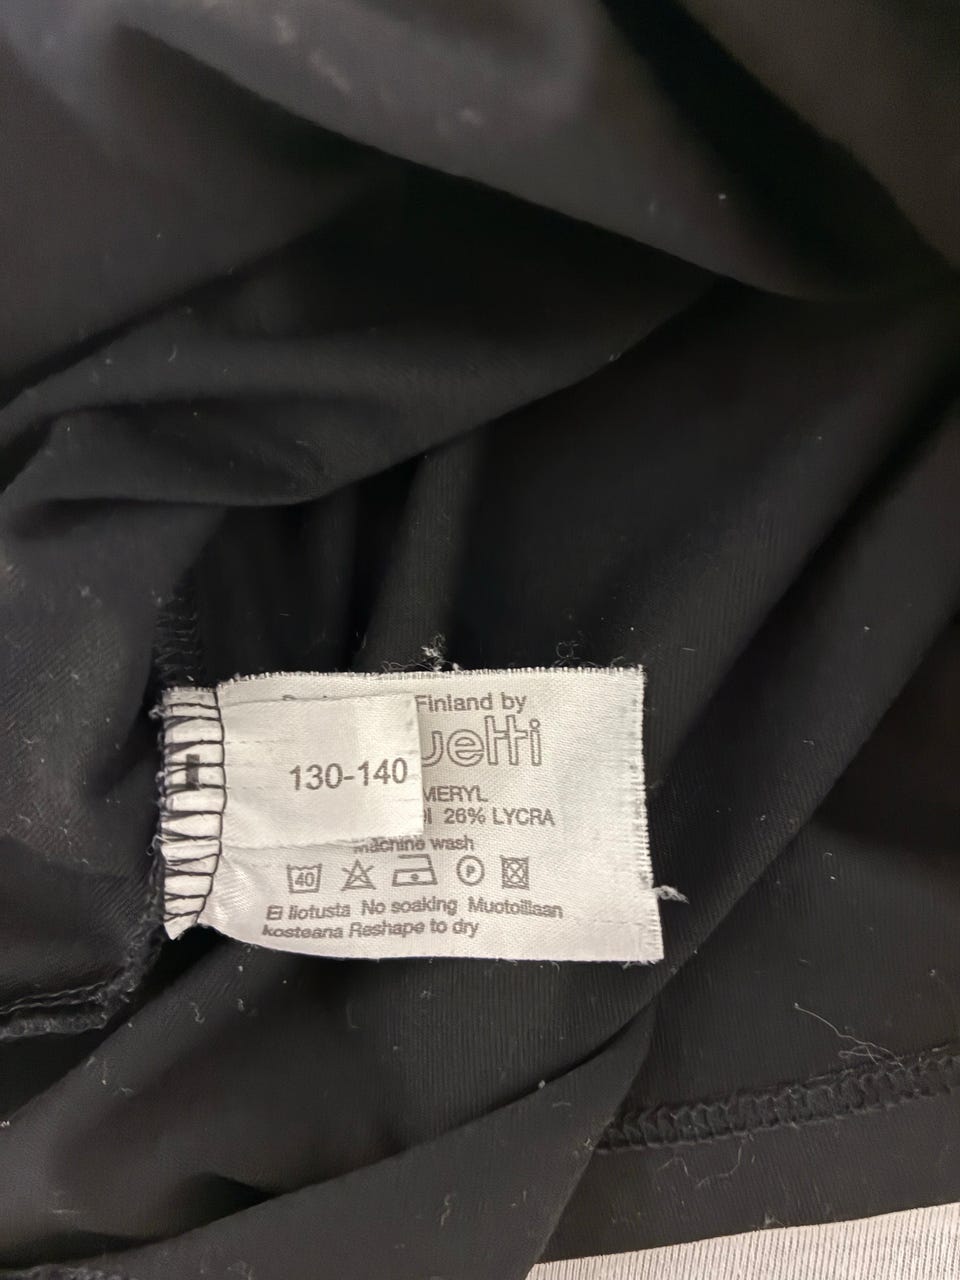 Finland by
uetti
130-140
MERYL
26% LYCRA
Machine wash
40 P
Ei liotusta No soaking Muotoillaan
kosteana Reshape to dry